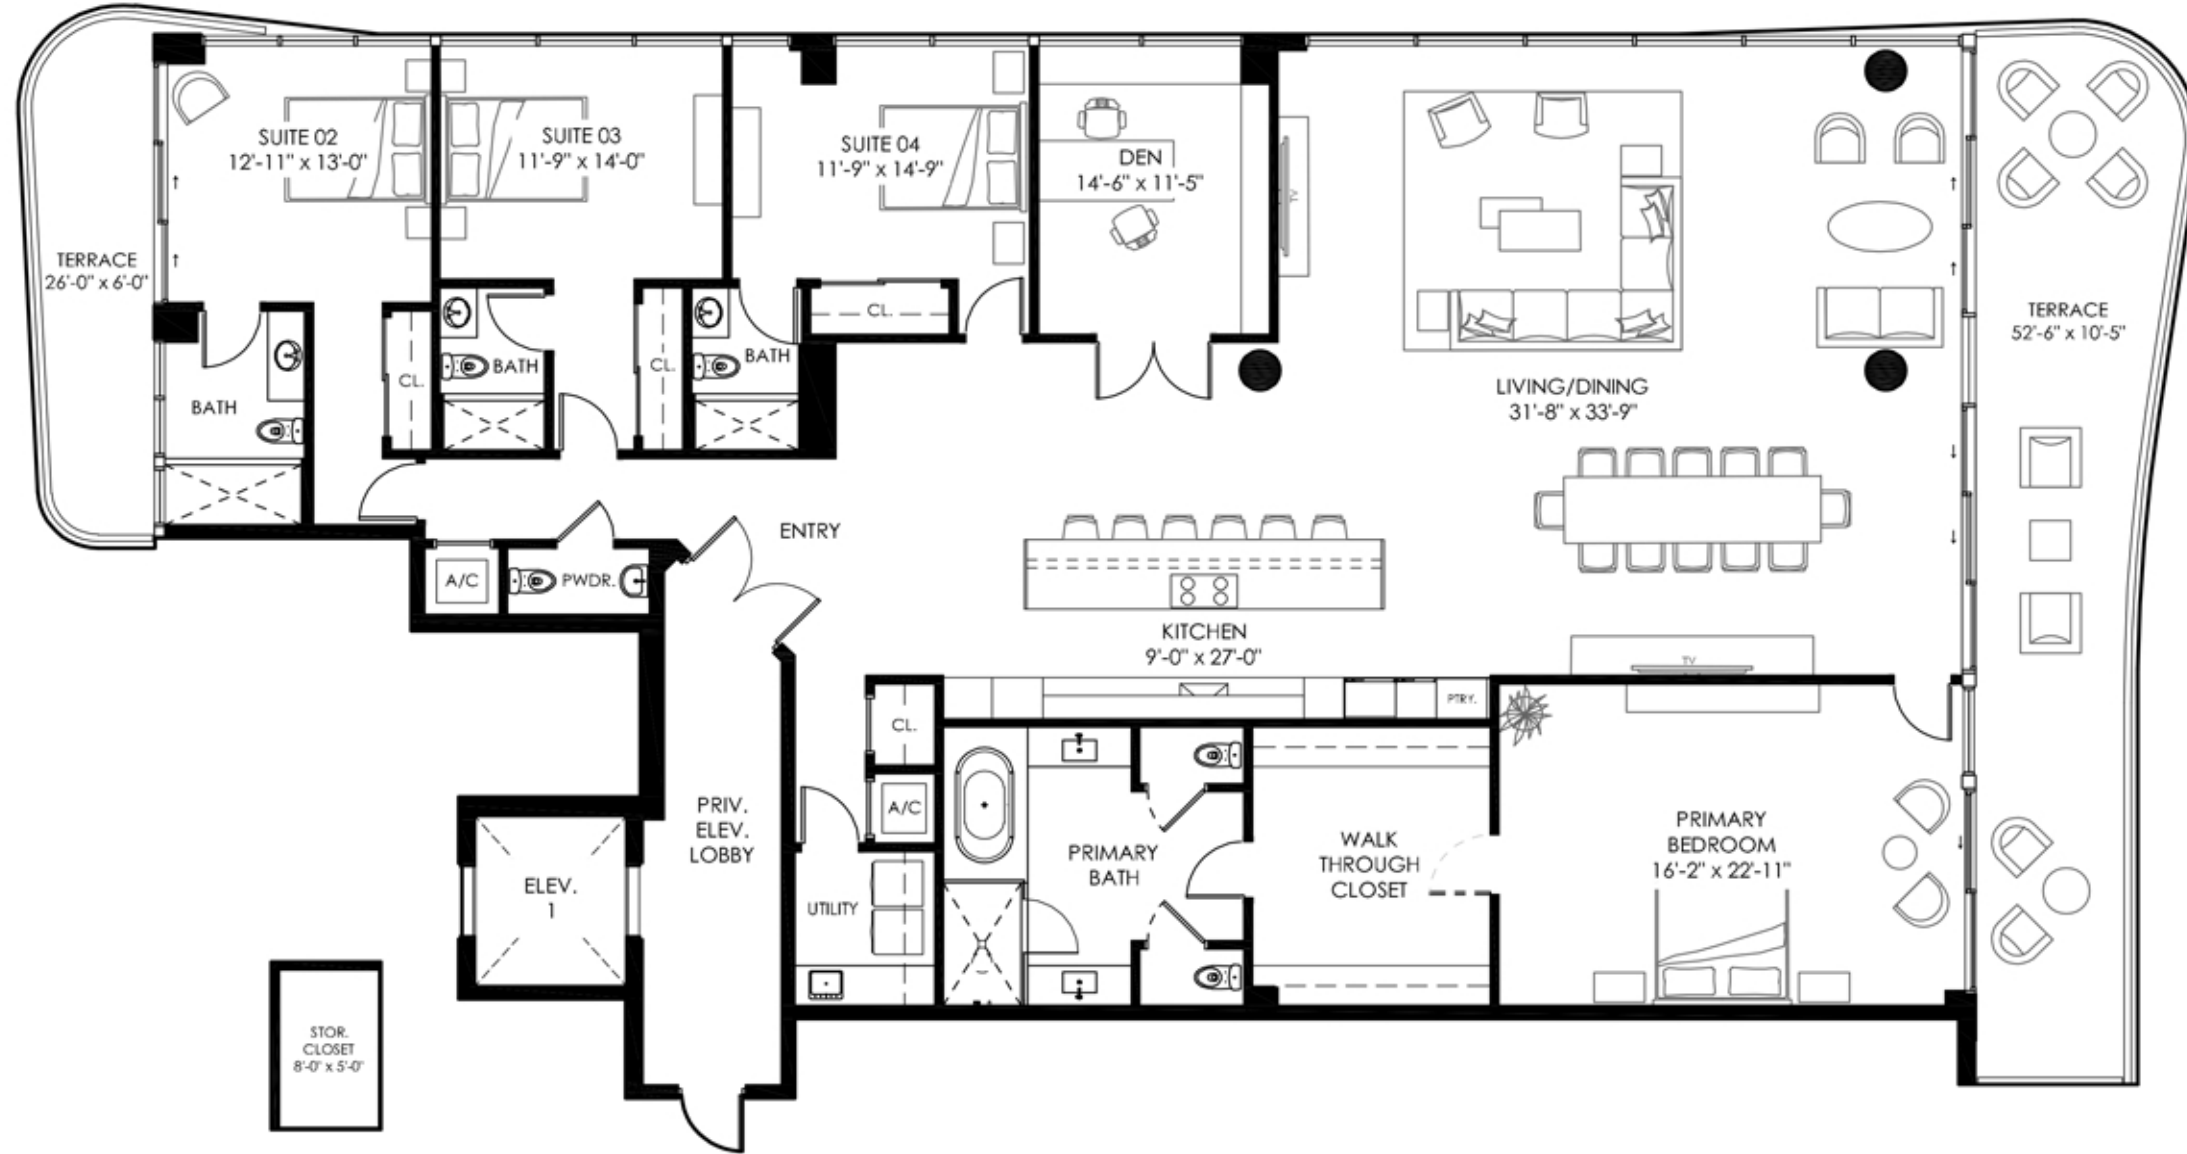 SUITE 02
12'-11" x 13'-0"
SUITE 03
11'-9" x 14'-0"
SUITE 04
11'-9" x 14'-9"
DEN
14'-6" x 11'-5"
TV
TERRACE
26'-0" x 6'-0"
TERRACE
52'-6" x 10'-5"
CL.
BATH
CL.
BATH
CL.
BATH
LIVING/DINING
31'-8" x 33'-9"
ENTRY
A/C
PWDR.
KITCHEN
9'-0" x 27'-0"
TV
PTRY.
CL.
A/C
PRIV.
ELEV.
LOBBY
PRIMARY
BATH
WALK
THROUGH
CLOSET
PRIMARY
BEDROOM
16'-2" x 22'-11"
ELEV.
1
UTILITY
STOR.
CLOSET
8'-0" x 5'-0"